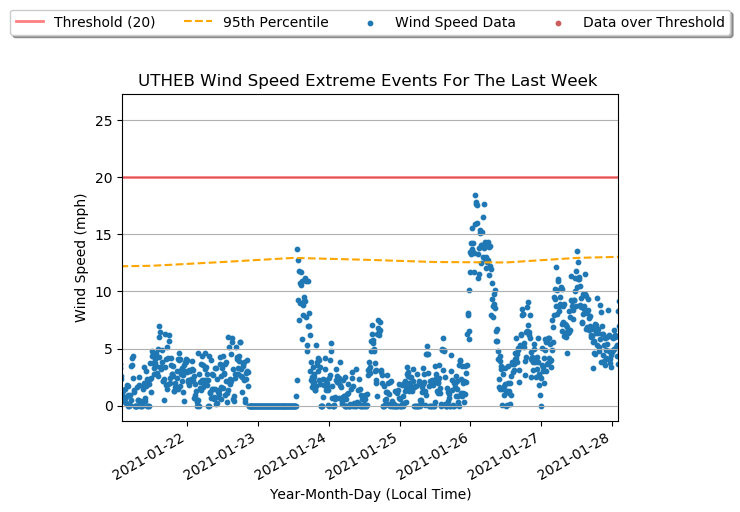 Threshold (20) 95th Percentile Wind Speed Data Data over Threshold
UTHEB Wind Speed Extreme Events For The Last Week
25
20
15
10
5
0
Wind Speed (mph)
2021-01-22 2021-01-23 2021-01-24 2021-01-25 2021-01-26 2021-01-27 2021-01-28
Year-Month-Day (Local Time)